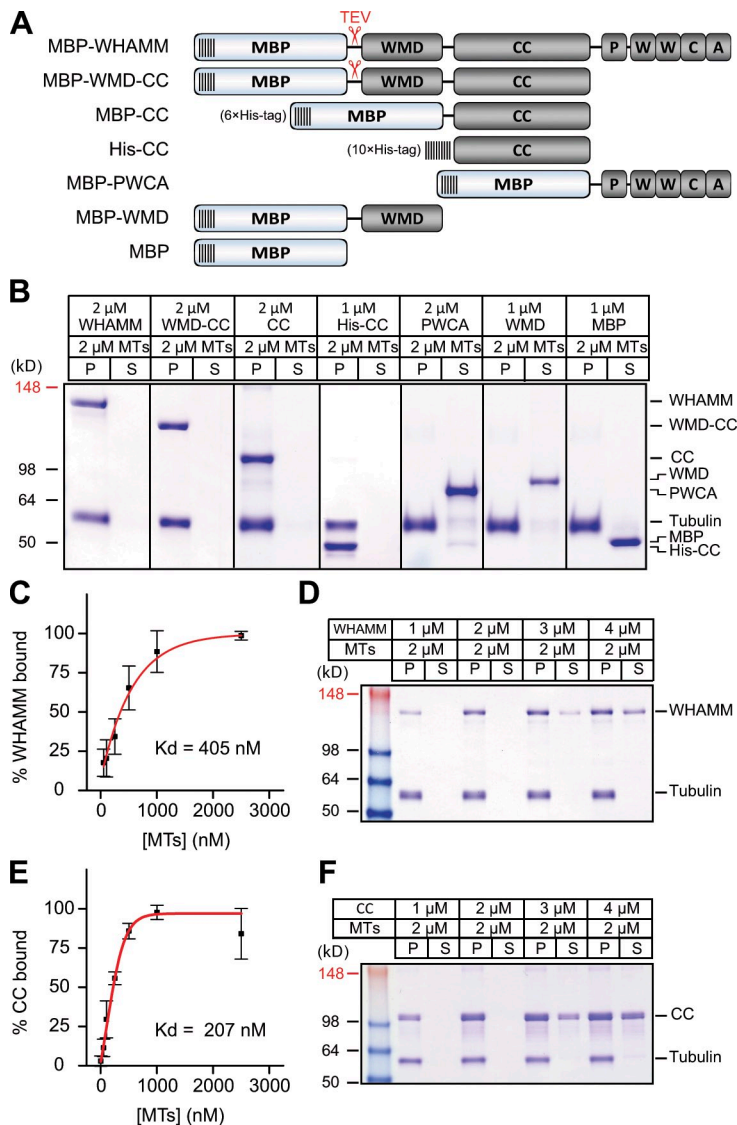 A
TEV
MBP-WHAMM MBP WMD CC P W W C A
MBP-WMD-CC MBP WMD CC
MBP-CC (6×His-tag) MBP CC
His-CC (10×His-tag) CC
MBP-PWCA MBP P W W C A
MBP-WMD MBP WMD
MBP MBP
B
2 µM WHAMM
2 µM WMD-CC
2 µM CC
1 µM His-CC
2 µM PWCA
1 µM WMD
1 µM MBP
2 µM MTs 2 µM MTs 2 µM MTs 2 µM MTs 2 µM MTs 2 µM MTs 2 µM MTs
(kD) P S P S P S P S P S P S P S
148
98
64
50
WHAMM
WMD-CC
CC
WMD
PWCA
Tubulin
MBP
His-CC
C
% WHAMM bound
100
75
50
25
0
Kd = 405 nM
0 1000 2000 3000
[MTs] (nM)
D
WHAMM 1 µM 2 µM 3 µM 4 µM
MTs 2 µM 2 µM 2 µM 2 µM
(kD) P S P S P S P S
148
98
64
50
WHAMM
Tubulin
E
% CC bound
100
75
50
25
0
Kd = 207 nM
0 1000 2000 3000
[MTs] (nM)
F
CC 1 µM 2 µM 3 µM 4 µM
MTs 2 µM 2 µM 2 µM 2 µM
(kD) P S P S P S P S
148
98
64
50
CC
Tubulin